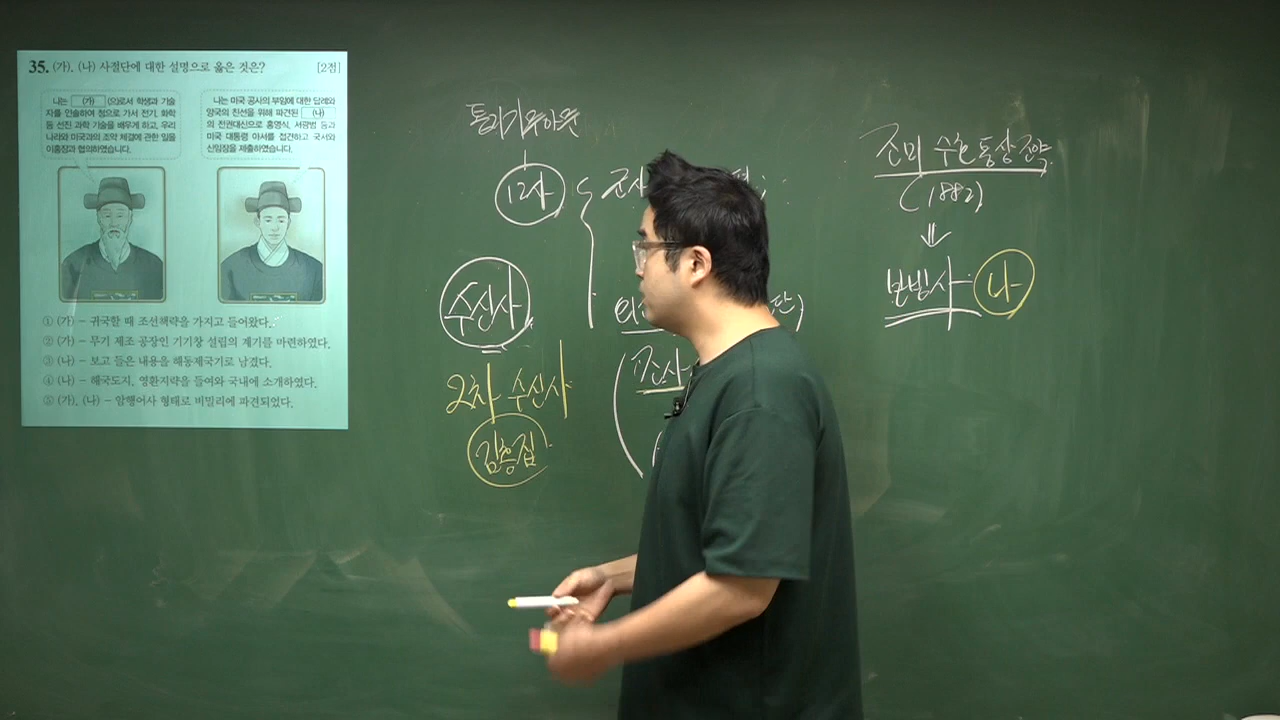 35. (가), (나) 사절단에 대한 설명으로 옳은 것은? [2점]
나는 (가) (으)로서 학생과 기술
자를 인솔하여 청으로 가서 전기, 화학
등 선진 과학 기술을 배우게 하고, 우리
나라와 미국과의 조약 체결에 관한 일을
이홍장과 협의하였습니다.
나는 미국 공사의 부임에 대한 답례와
양국의 친선을 위해 파견된 (나)
의 전권대신으로 홍영식, 서광범 등과
미국 대통령 아서를 접견하고 국서와
신임장을 제출하였습니다.
① (가) - 귀국할 때 조선책략을 가지고 들어왔다.
② (가) - 무기 제조 공장인 기기창 설립의 계기를 마련하였다.
③ (나) - 보고 들은 내용을 해동제국기로 남겼다.
④ (나) - 해국도지, 영환지략을 들여와 국내에 소개하였다.
⑤ (가), (나) - 암행어사 형태로 비밀리에 파견되었다.
통리기무아문
12사
군사
수신사
2차 수신사
김홍집
조미 수호 통상 조약
(1882)
⇓
보빙사 나